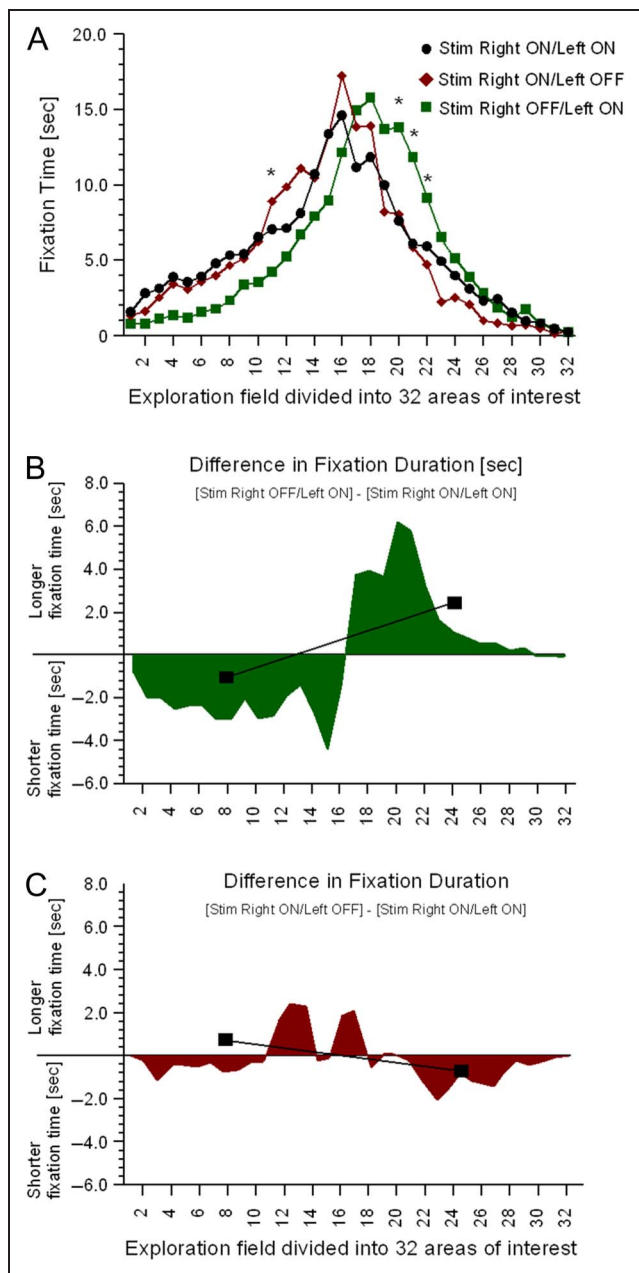 A
20.0
15.0
10.0
5.0
0
Fixation Time [sec]
Stim Right ON/Left ON
Stim Right ON/Left OFF
Stim Right OFF/Left ON
*
*
*
*
2 4 6 8 10 12 14 16 18 20 22 24 26 28 30 32
Exploration field divided into 32 areas of interest
B
Difference in Fixation Duration [sec]
[Stim Right OFF/Left ON] - [Stim Right ON/Left ON]
8.0
6.0
4.0
2.0
−2.0
−4.0
−6.0
Longer
fixation time [sec]
Shorter
fixation time [sec]
2 4 6 8 10 12 14 16 18 20 22 24 26 28 30 32
C
Difference in Fixation Duration
[Stim Right ON/Left OFF] - [Stim Right ON/Left ON]
8.0
6.0
4.0
2.0
−2.0
−4.0
−6.0
Longer
fixation time [sec]
Shorter
fixation time [sec]
2 4 6 8 10 12 14 16 18 20 22 24 26 28 30 32
Exploration field divided into 32 areas of interest